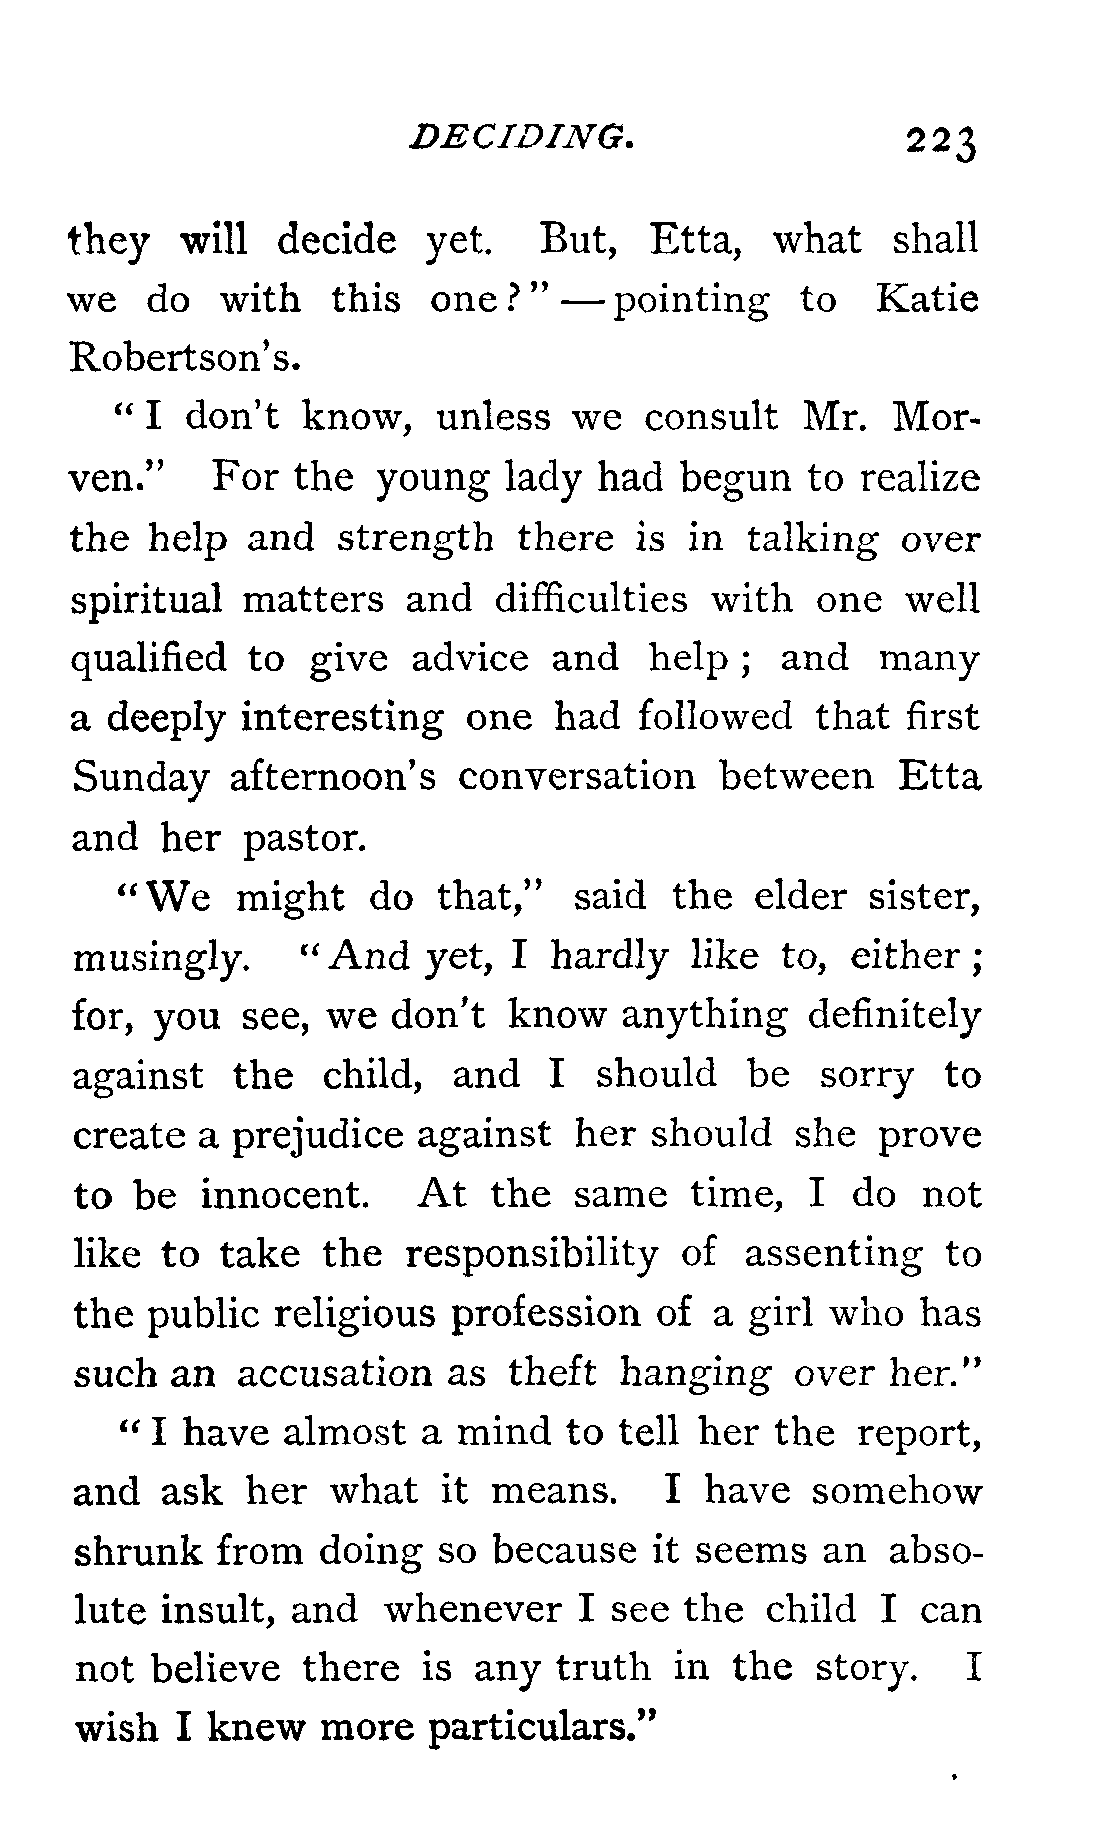 DECIDING. 223
they will decide yet. But, Etta, what shall
we do with this one?" — pointing to Katie
Robertson's.
"I don't know, unless we consult Mr. Mor-
ven." For the young lady had begun to realize
the help and strength there is in talking over
spiritual matters and difficulties with one well
qualified to give advice and help; and many
a deeply interesting one had followed that first
Sunday afternoon's conversation between Etta
and her pastor.
"We might do that," said the elder sister,
musingly. "And yet, I hardly like to, either;
for, you see, we don't know anything definitely
against the child, and I should be sorry to
create a prejudice against her should she prove
to be innocent. At the same time, I do not
like to take the responsibility of assenting to
the public religious profession of a girl who has
such an accusation as theft hanging over her."
"I have almost a mind to tell her the report,
and ask her what it means. I have somehow
shrunk from doing so because it seems an abso-
lute insult, and whenever I see the child I can
not believe there is any truth in the story. I
wish I knew more particulars."